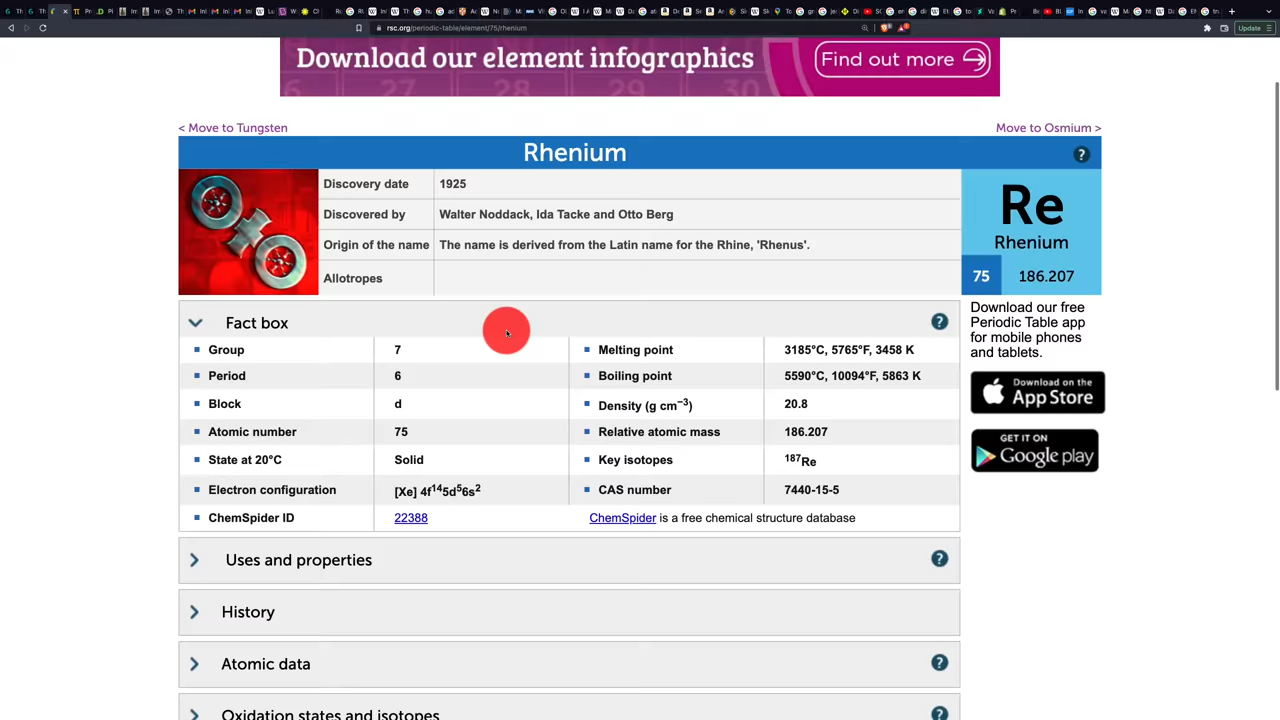 rsc.org/periodic-table/element/75/rhenium
Update
Download our element infographics
Find out more
6 27 28 29 30
< Move to Tungsten
Move to Osmium >
Rhenium
?
Discovery date 1925
Discovered by Walter Noddack, Ida Tacke and Otto Berg
Origin of the name The name is derived from the Latin name for the Rhine, 'Rhenus'.
Allotropes
Re
Rhenium
75 186.207
Fact box
?
Group 7 Melting point 3185°C, 5765°F, 3458 K
Period 6 Boiling point 5590°C, 10094°F, 5863 K
Block d Density (g cm⁻³) 20.8
Atomic number 75 Relative atomic mass 186.207
State at 20°C Solid Key isotopes ¹⁸⁷Re
Electron configuration [Xe] 4f¹⁴5d⁵6s² CAS number 7440-15-5
ChemSpider ID 22388 ChemSpider is a free chemical structure database
Download our free
Periodic Table app
for mobile phones
and tablets.
Download on the
App Store
GET IT ON
Google play
Uses and properties
?
History
Atomic data
?
Oxidation states and isotopes
?